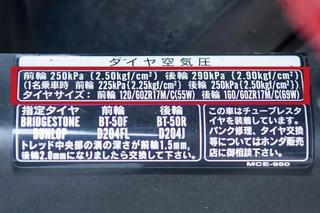 タイヤ空気圧
前輪 250kPa (2.50kgf/cm²) 後輪 290kPa (2.90kgf/cm²)
(1名乗車時 前輪 225kPa(2.25kgf/cm²) 後輪 250kPa(2.50kgf/cm²))
タイヤサイズ: 前輪 120/60ZR17M/C(55W) 後輪 160/60ZR17M/C(69W)
指定タイヤ 前輪 後輪
BRIDGESTONE BT-50F BT-50R
DUNLOP D204FL D204J
トレッド中央部の溝の深さが前輪1.5mm、
後輪2.0mmになりましたら交換して下さい。
この車はチューブレスタ
イヤを装着しています。
パンク修理、タイヤ交換
等についてはホンダ販売
店に御相談下さい。
MCE-950